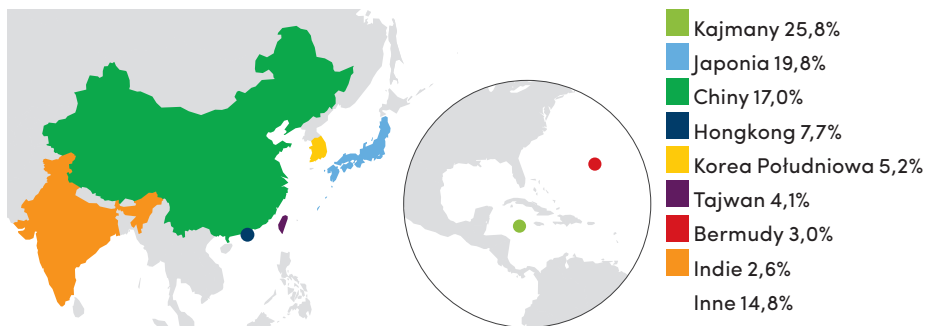 Kajmany 25,8%
Japonia 19,8%
Chiny 17,0%
Hongkong 7,7%
Korea Południowa 5,2%
Tajwan 4,1%
Bermudy 3,0%
Indie 2,6%
Inne 14,8%